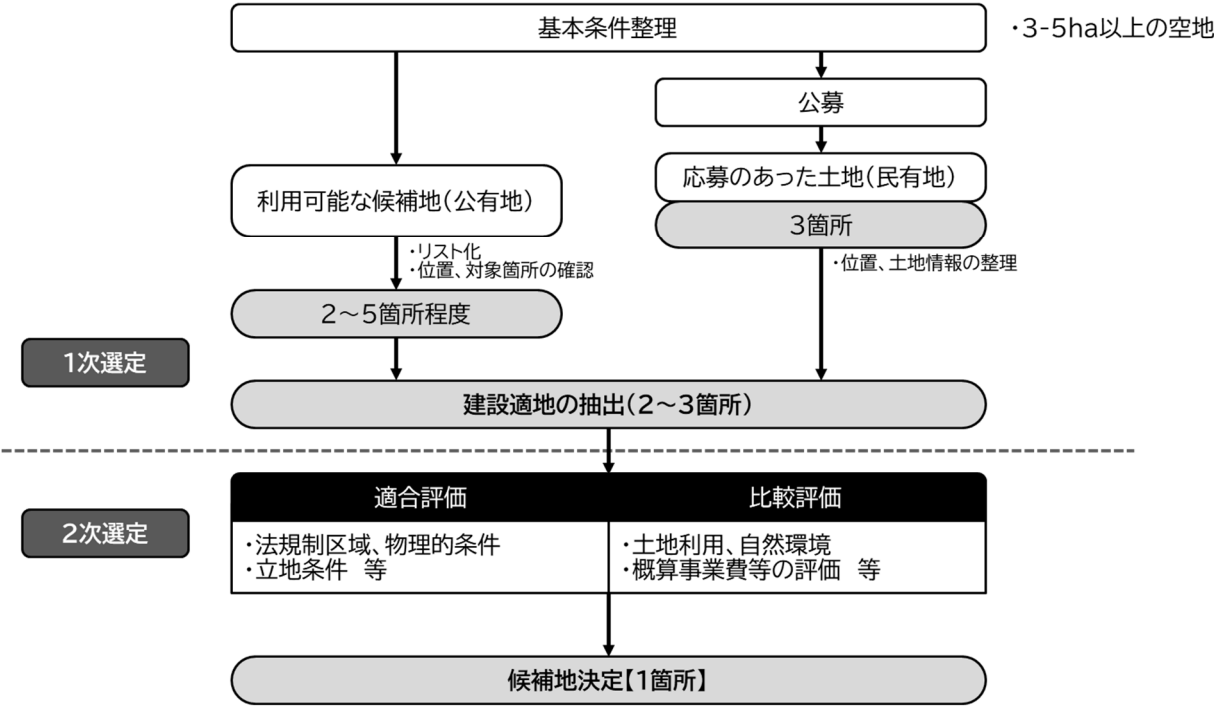 基本条件整理
・3-5ha以上の空地
公募
応募のあった土地（民有地）
3箇所
・位置、土地情報の整理
利用可能な候補地（公有地）
・リスト化
・位置、対象箇所の確認
2～5箇所程度
1次選定
建設適地の抽出（2～3箇所）
2次選定
適合評価
・法規制区域、物理的条件
・立地条件　等
比較評価
・土地利用、自然環境
・概算事業費等の評価　等
候補地決定【1箇所】